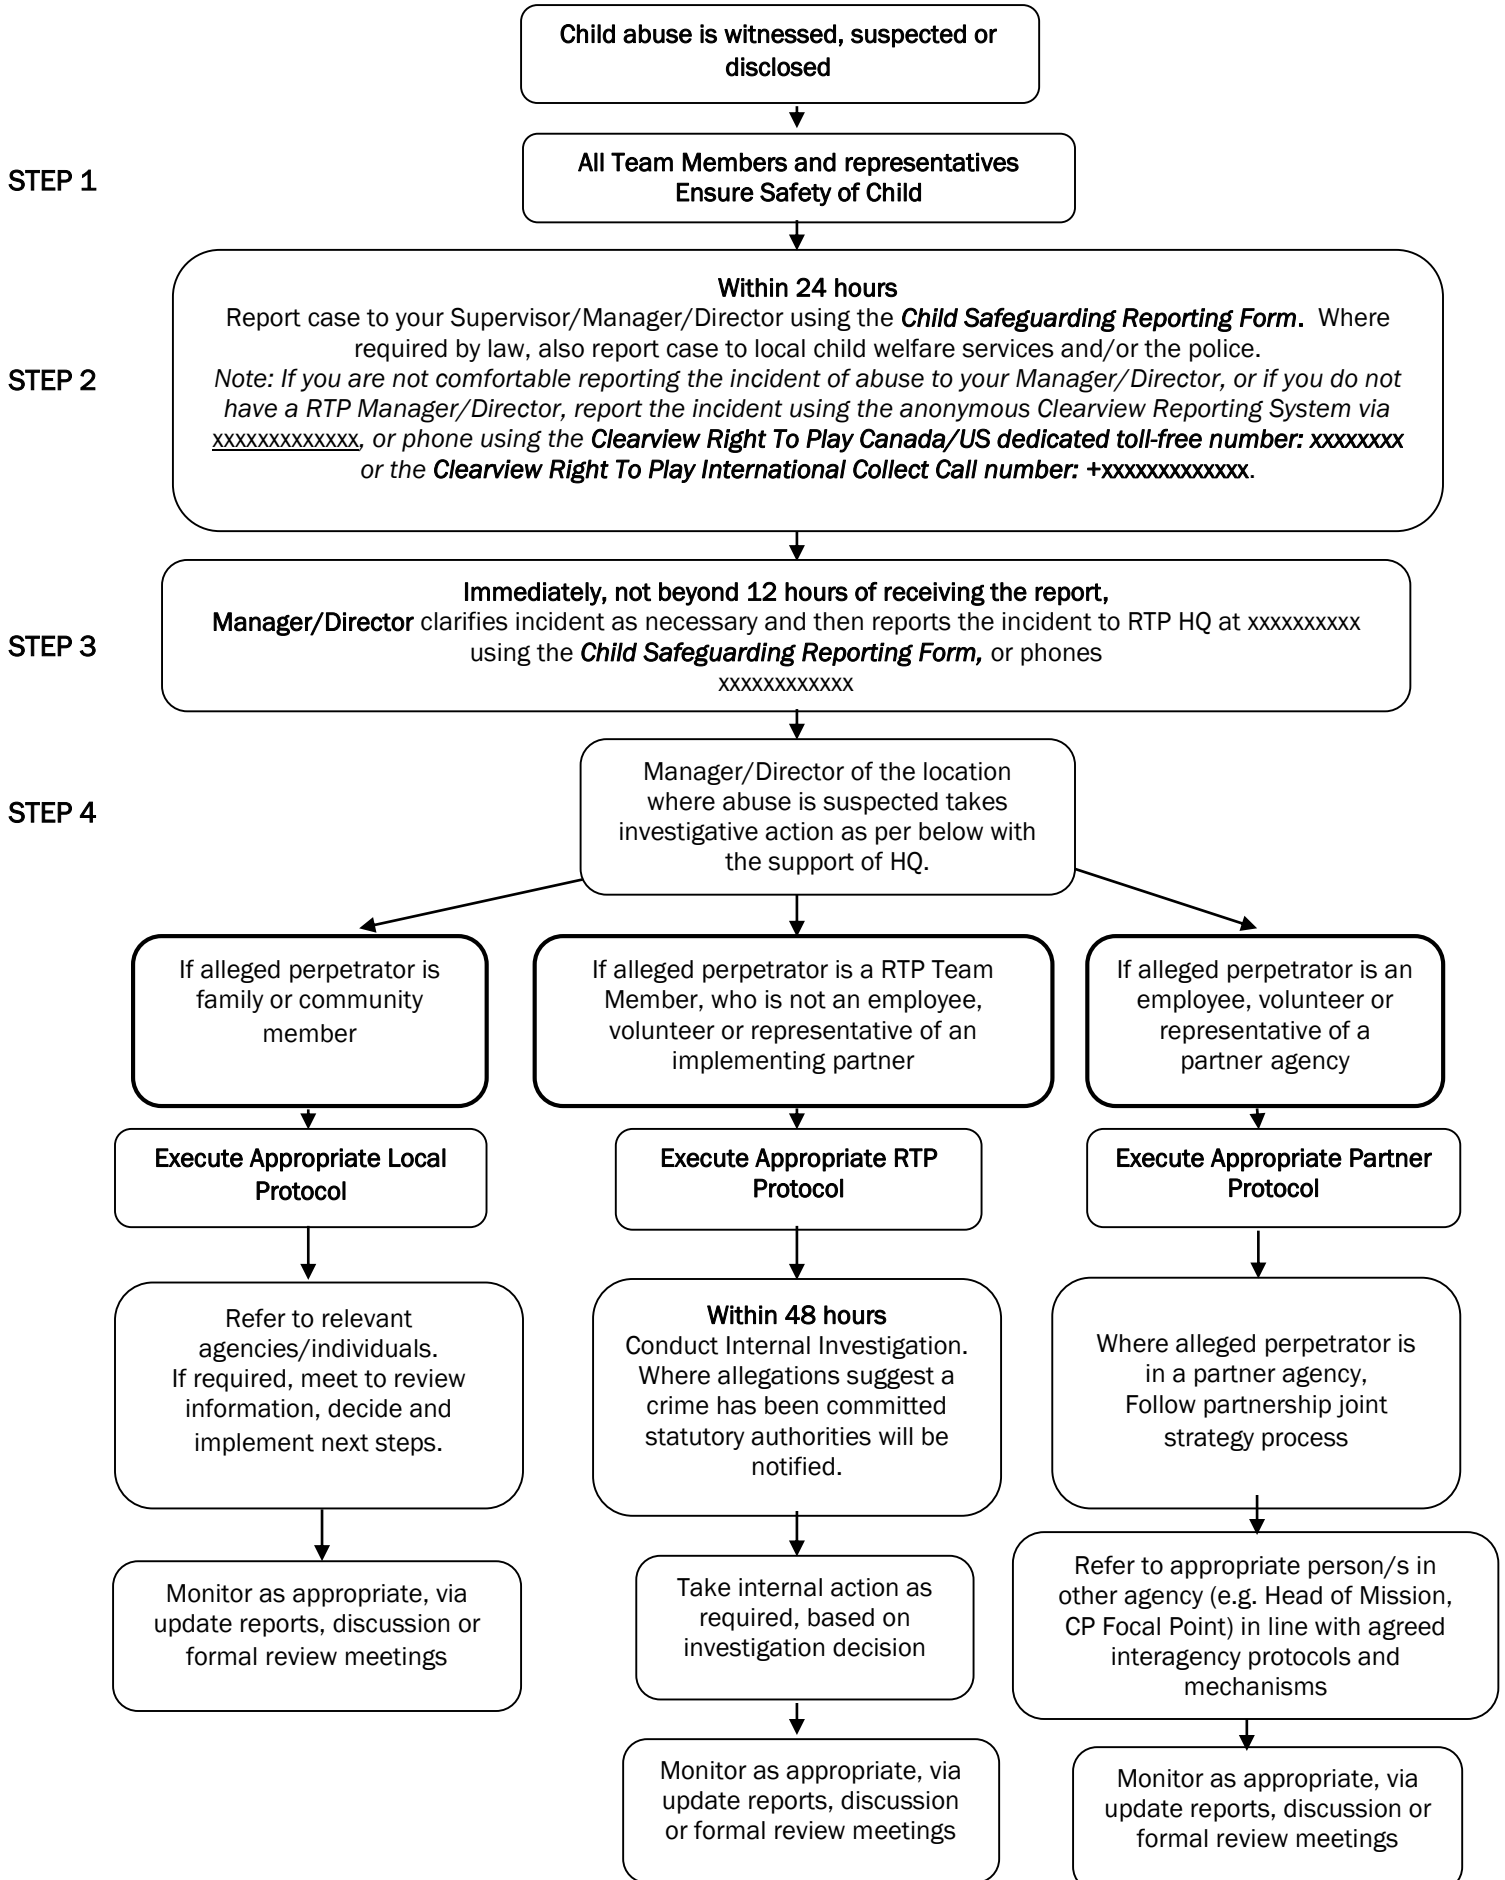 Child abuse is witnessed, suspected or
disclosed
STEP 1
All Team Members and representatives
Ensure Safety of Child
STEP 2
Within 24 hours
Report case to your Supervisor/Manager/Director using the Child Safeguarding Reporting Form. Where
required by law, also report case to local child welfare services and/or the police.
Note: If you are not comfortable reporting the incident of abuse to your Manager/Director, or if you do not
have a RTP Manager/Director, report the incident using the anonymous Clearview Reporting System via
xxxxxxxxxxxxx, or phone using the Clearview Right To Play Canada/US dedicated toll-free number: xxxxxxxx
or the Clearview Right To Play International Collect Call number: +xxxxxxxxxxxxx.
STEP 3
Immediately, not beyond 12 hours of receiving the report,
Manager/Director clarifies incident as necessary and then reports the incident to RTP HQ at xxxxxxxxxx
using the Child Safeguarding Reporting Form, or phones
xxxxxxxxxxxx
STEP 4
Manager/Director of the location
where abuse is suspected takes
investigative action as per below with
the support of HQ.
If alleged perpetrator is
family or community
member
If alleged perpetrator is a RTP Team
Member, who is not an employee,
volunteer or representative of an
implementing partner
If alleged perpetrator is an
employee, volunteer or
representative of a
partner agency
Execute Appropriate Local
Protocol
Execute Appropriate RTP
Protocol
Execute Appropriate Partner
Protocol
Refer to relevant
agencies/individuals.
If required, meet to review
information, decide and
implement next steps.
Within 48 hours
Conduct Internal Investigation.
Where allegations suggest a
crime has been committed
statutory authorities will be
notified.
Where alleged perpetrator is
in a partner agency,
Follow partnership joint
strategy process
Monitor as appropriate, via
update reports, discussion or
formal review meetings
Take internal action as
required, based on
investigation decision
Refer to appropriate person/s in
other agency (e.g. Head of Mission,
CP Focal Point) in line with agreed
interagency protocols and
mechanisms
Monitor as appropriate, via
update reports, discussion
or formal review meetings
Monitor as appropriate, via
update reports, discussion or
formal review meetings